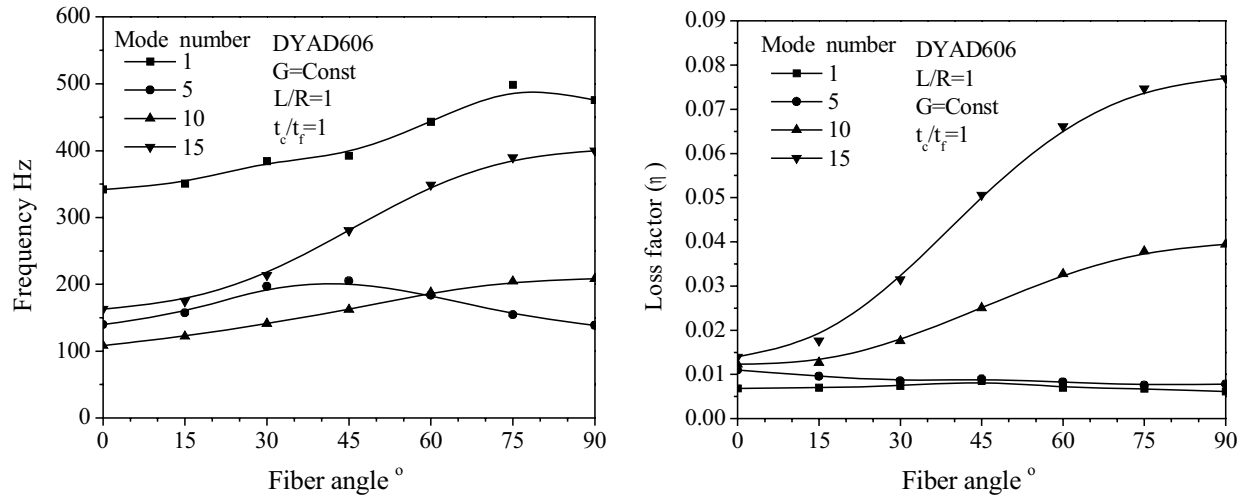 600
500
400
300
200
100
0
Frequency Hz
Mode number
1
5
10
15
DYAD606
G=Const
L/R=1
t_c/t_f=1
0 15 30 45 60 75 90
Fiber angle °
0.09
0.08
0.07
0.06
0.05
0.04
0.03
0.02
0.01
0.00
Loss factor (η)
Mode number
1
5
10
15
DYAD606
L/R=1
G=Const
t_c/t_f=1
0 15 30 45 60 75 90
Fiber angle °